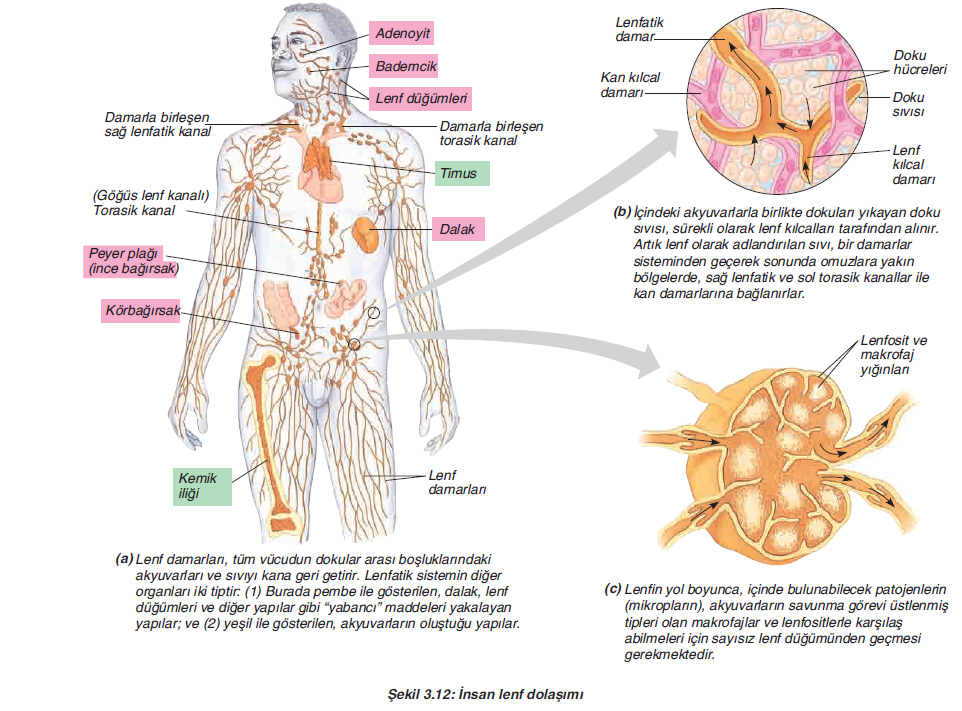 Adenoyit
Bademcik
Lenf düğümleri
Damarla birleşen
sağ lenfatik kanal
Damarla birleşen
torasik kanal
Timus
(Göğüs lenf kanalı)
Torasik kanal
Dalak
Peyer plağı
(ince bağırsak)
Körbağırsak
Kemik
iliği
Lenf
damarları
(a) Lenf damarları, tüm vücudun dokular arası boşluklarındaki
akyuvarları ve sıvıyı kana geri getirir. Lenfatik sistemin diğer
organları iki tiptir: (1) Burada pembe ile gösterilen, dalak, lenf
düğümleri ve diğer yapılar gibi “yabancı” maddeleri yakalayan
yapılar; ve (2) yeşil ile gösterilen, akyuvarların oluştuğu yapılar.
Lenfatik
damar
Kan kılcal
damarı
Doku
hücreleri
Doku
sıvısı
Lenf
kılcal
damarı
(b) İçindeki akyuvarlarla birlikte dokuları yıkayan doku
sıvısı, sürekli olarak lenf kılcalları tarafından alınır.
Artık lenf olarak adlandırılan sıvı, bir damarlar
sisteminden geçerek sonunda omuzlara yakın
bölgelerde, sağ lenfatik ve sol torasik kanallar ile
kan damarlarına bağlanırlar.
Lenfosit ve
makrofaj
yığınları
(c) Lenfin yol boyunca, içinde bulunabilecek patojenlerin
(mikropların), akyuvarların savunma görevi üstlenmiş
tipleri olan makrofajlar ve lenfositlerle karşılaş
abilmeleri için sayısız lenf düğümünden geçmesi
gerekmektedir.
Şekil 3.12: İnsan lenf dolaşımı